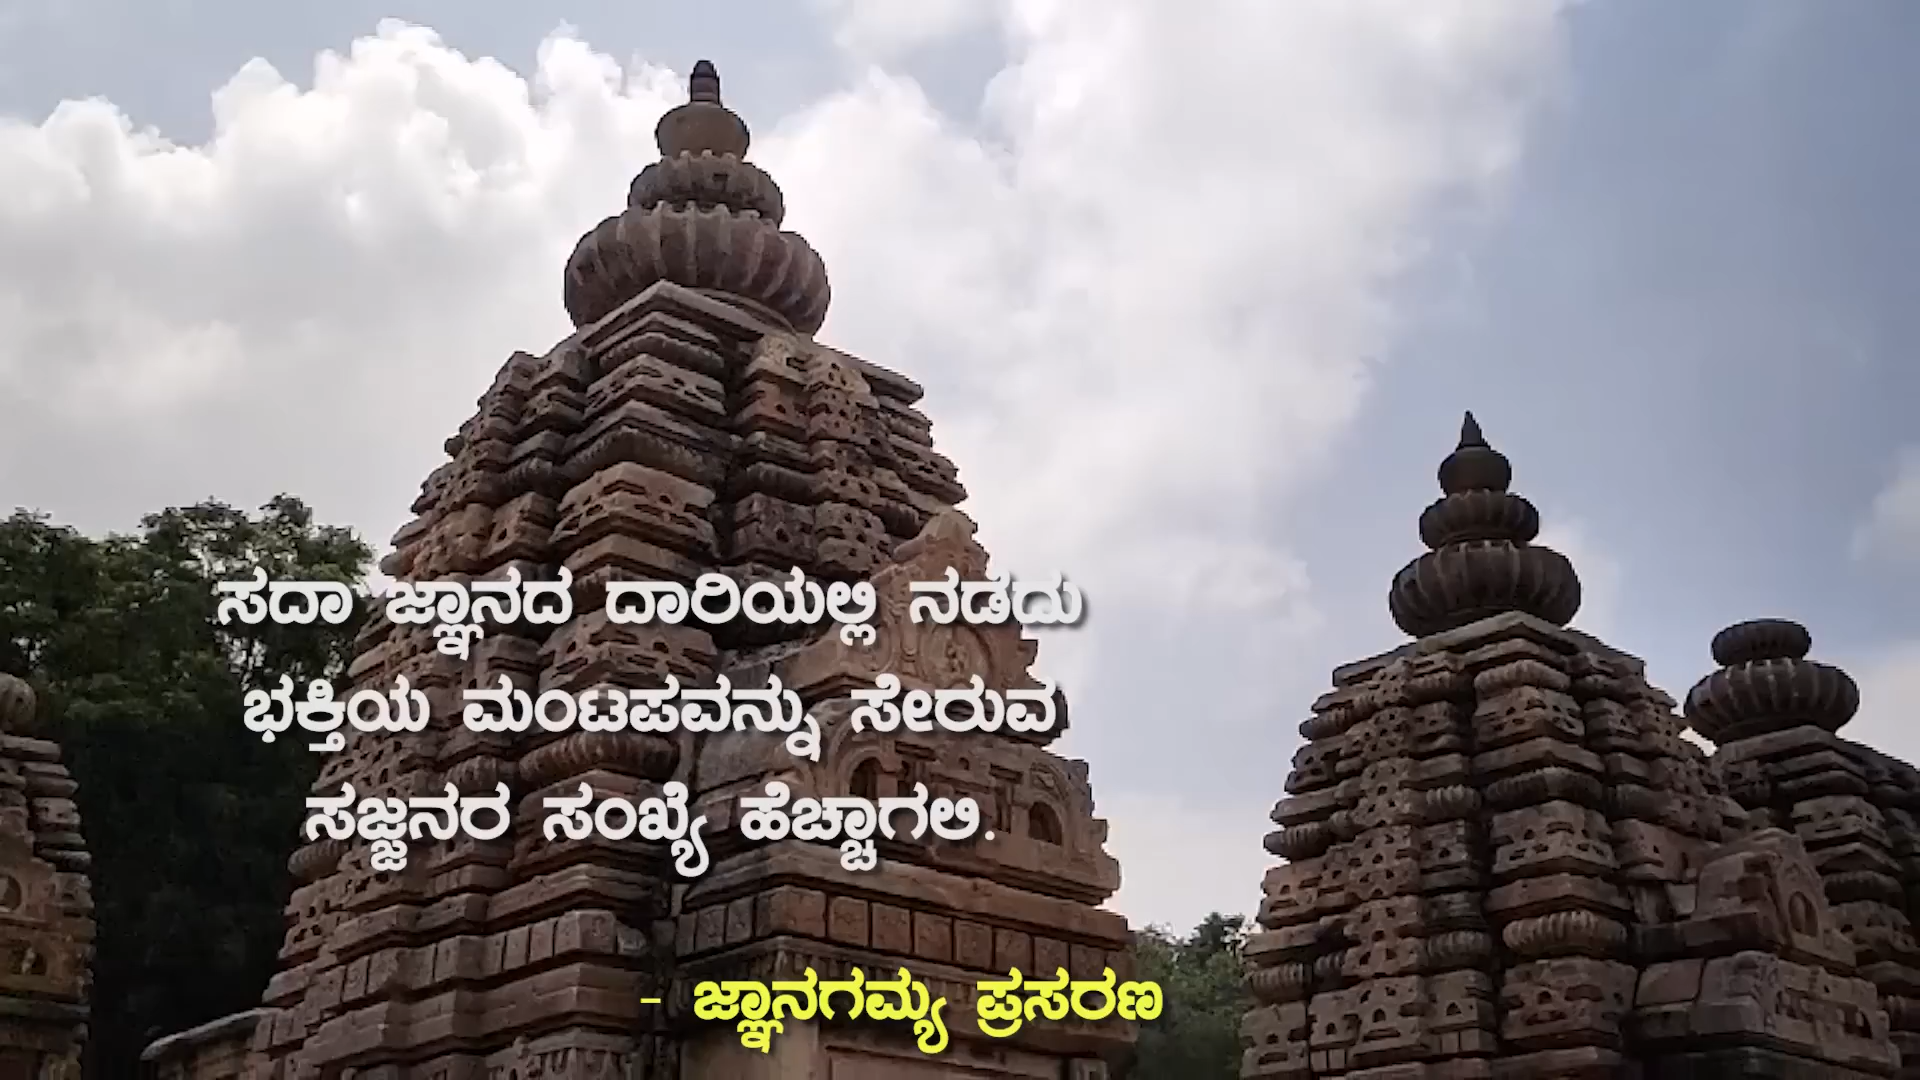 ಸದಾ ಜ್ಞಾನದ ದಾರಿಯಲ್ಲಿ ನಡೆದು
ಭಕ್ತಿಯ ಮಂಟಪವನ್ನು ಸೇರುವ
ಸಜ್ಜನರ ಸಂಖ್ಯೆ ಹೆಚ್ಚಾಗಲಿ.
- ಜ್ಞಾನಗಮ್ಯ ಪ್ರಸರಣ